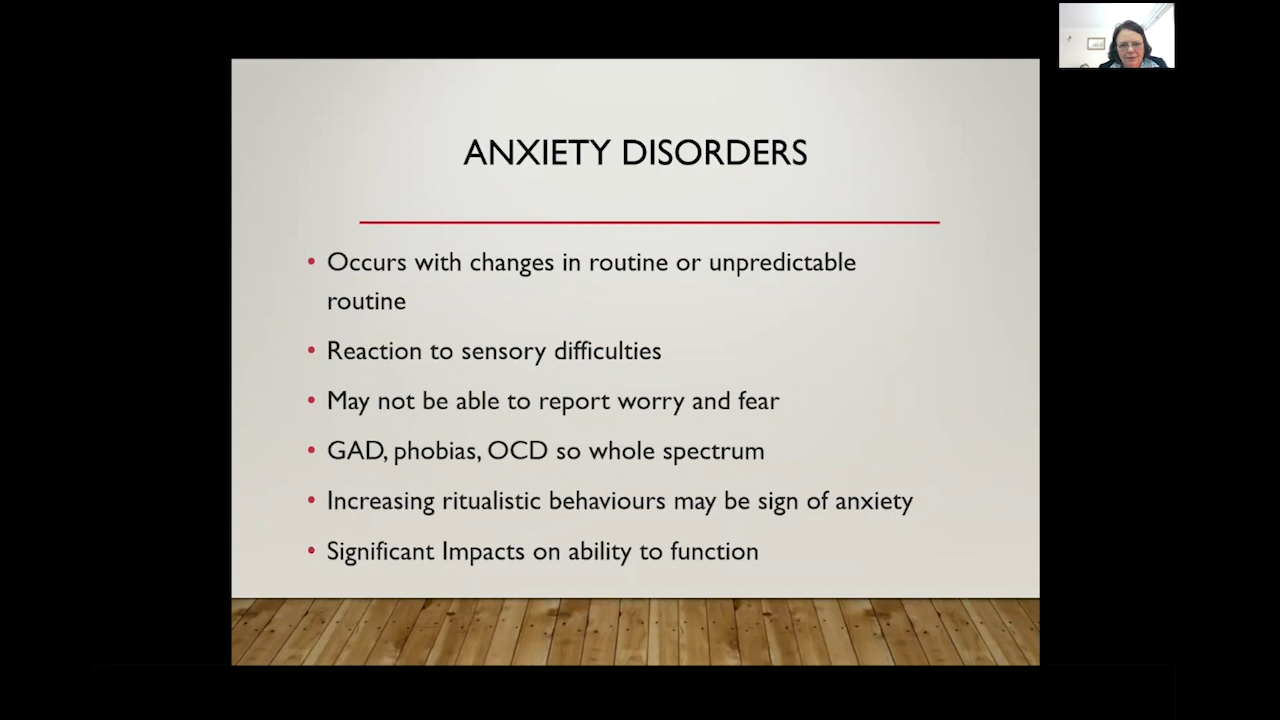 ANXIETY DISORDERS
• Occurs with changes in routine or unpredictable
routine
• Reaction to sensory difficulties
• May not be able to report worry and fear
• GAD, phobias, OCD so whole spectrum
• Increasing ritualistic behaviours may be sign of anxiety
• Significant Impacts on ability to function